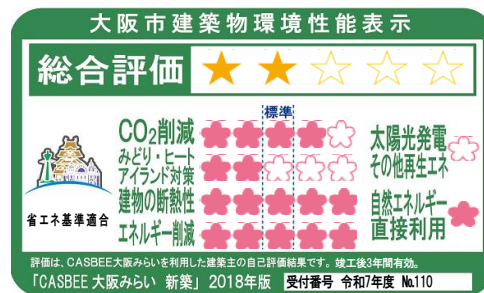 大阪市建築物環境性能表示
総合評価
標準
CO2削減
みどり・ヒート
アイランド対策
建物の断熱性
エネルギー削減
太陽光発電
その他再生エネ
自然エネルギー
直接利用
省エネ基準適合
評価は、CASBEE大阪みらいを利用した建築主の自己評価結果です。竣工後3年間有効。
「CASBEE 大阪みらい 新築」2018年版 受付番号 令和7年度 No.110